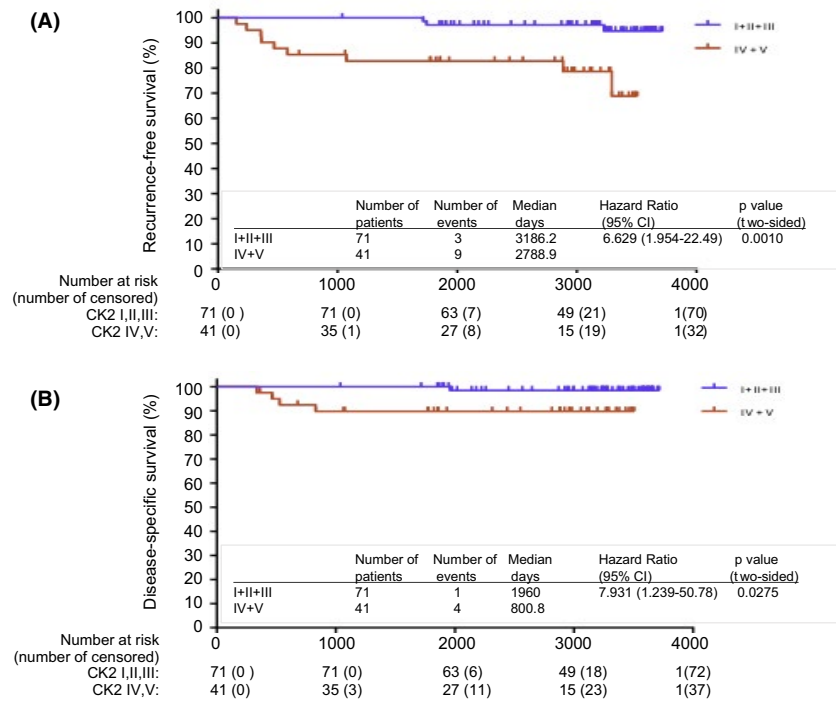 (A)
Recurrence-free survival (%)
100
90
80
70
60
50
40
30
20
10
0
I+II+III
IV + V
Number of patients Number of events Median days Hazard Ratio (95% CI) p value (two-sided)
I+II+III 71 3 3186.2 6.629 (1.954-22.49) 0.0010
IV+V 41 9 2788.9
0 1000 2000 3000 4000
Number at risk
(number of censored)
CK2 I,II,III: 71 (0 ) 71 (0) 63 (7) 49 (21) 1(70)
CK2 IV,V: 41 (0) 35 (1) 27 (8) 15 (19) 1(32)
(B)
Disease-specific survival (%)
100
90
80
70
60
50
40
30
20
10
0
I+II+III
IV + V
Number of patients Number of events Median days Hazard Ratio (95% CI) p value (two-sided)
I+II+III 71 1 1960 7.931 (1.239-50.78) 0.0275
IV+V 41 4 800.8
0 1000 2000 3000 4000
Number at risk
(number of censored)
CK2 I,II,III: 71 (0 ) 71 (0) 63 (6) 49 (18) 1(72)
CK2 IV,V: 41 (0) 35 (3) 27 (11) 15 (23) 1(37)